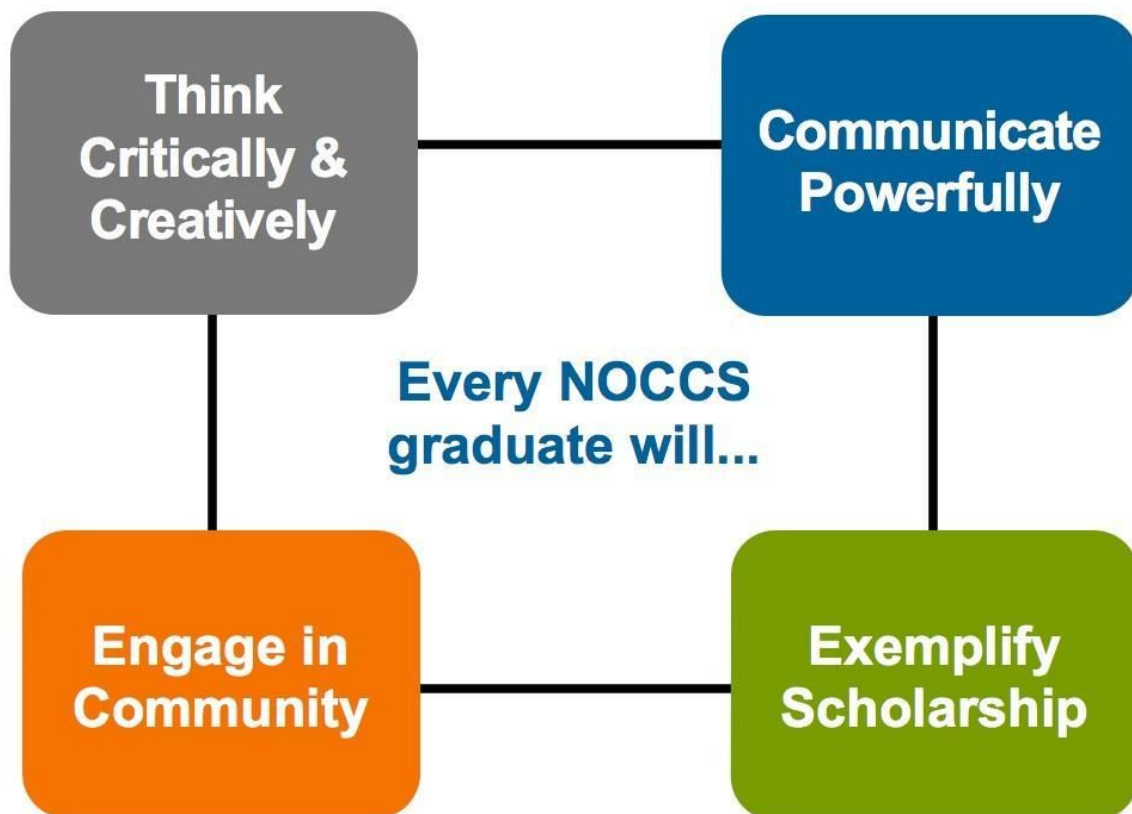 Think
Critically &
Creatively
Communicate
Powerfully
Every NOCCS
graduate will...
Engage in
Community
Exemplify
Scholarship